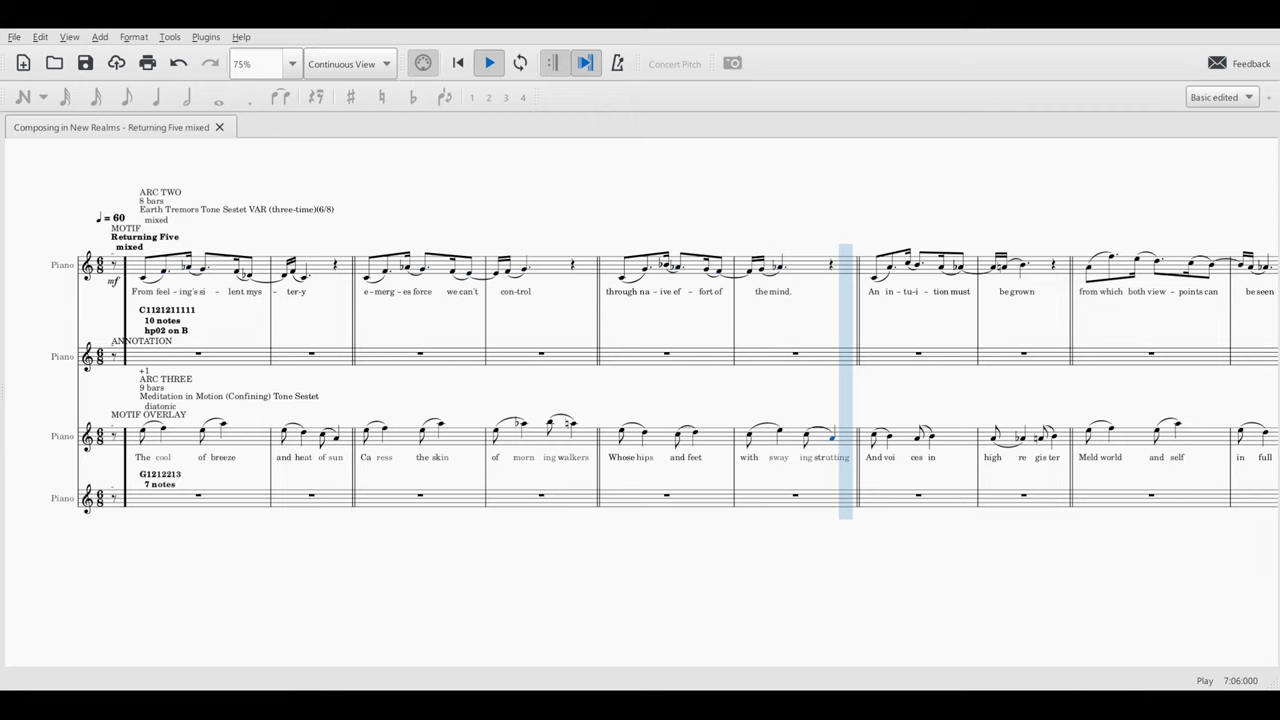 File Edit View Add Format Tools Plugins Help
75% Continuous View Concert Pitch Feedback
1 2 3 4 Basic edited
Composing in New Realms - Returning Five mixed
ARC TWO
8 bars
Earth Tremors Tone Sestet VAR (three-time)(6/8)
mixed
= 60
MOTIF
Returning Five
mixed
Piano
mf
From feel-ing's si-lent mys-ter-y e-merg-es force we can't con-trol through na-ive ef-fort of the mind. An in-tu-i-tion must be grown from which both view-points can be seen
C1121211111
10 notes
hp02 on B
ANNOTATION
Piano
+1
ARC THREE
9 bars
Meditation in Motion (Confining) Tone Sestet
diatonic
MOTIF OVERLAY
Piano
The cool of breeze and heat of sun Ca ress the skin of morn ing walkers Whose hips and feet with sway ing strutting And voi ces in high re gis ter Meld world and self in full
G1212213
7 notes
Piano
Play 7:06:000